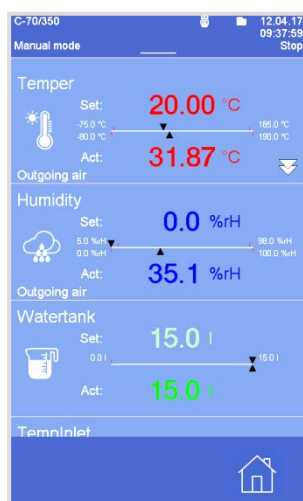 C-70/350 12.04.17
09:37:59
Manual mode Stop
Temper
Set: 20.00 °C
-75.0 °C 185.0 °C
-80.0 °C 190.0 °C
Act: 31.87 °C
Outgoing air
Humidity
Set: 0.0 %rH
5.0 %rH 98.0 %rH
0.0 %rH 100.0 %rH
Act: 35.1 %rH
Outgoing air
Watertank
Set: 15.0 l
0.0 l 15.0 l
Act: 15.0 l
TempInlet